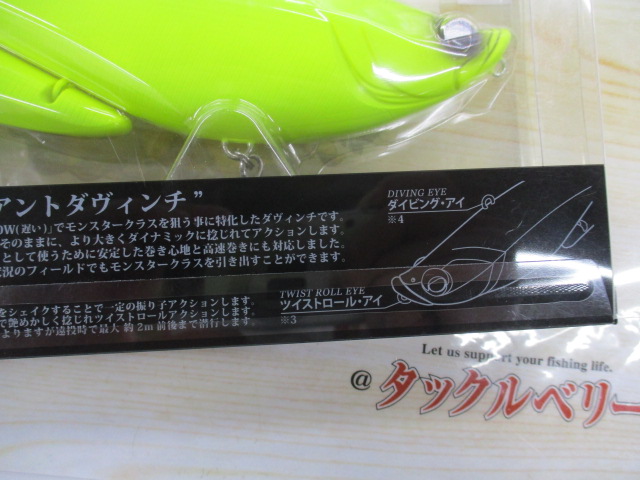 アントダヴィンチ”
OW(遅い)」でモンスタークラスを狙う事に特化したダヴィンチです。
そのままに、より大きくダイナミックに捻じれてアクションします。
として使うために安定した巻き心地と高速巻きにも対応しました。
況のフィールドでもモンスタークラスを引き出すことができます。
をシェイクすることで一定の振り子アクションします。
で艶めかしく捻じれツイストロールアクションします。
よりますが遠投時で最大 約2m前後まで潜行します。
DIVING EYE
ダイビング・アイ
※4
TWIST ROLL EYE
ツイストロール・アイ
※3
Let us support your fishing life.
@タックルベリー